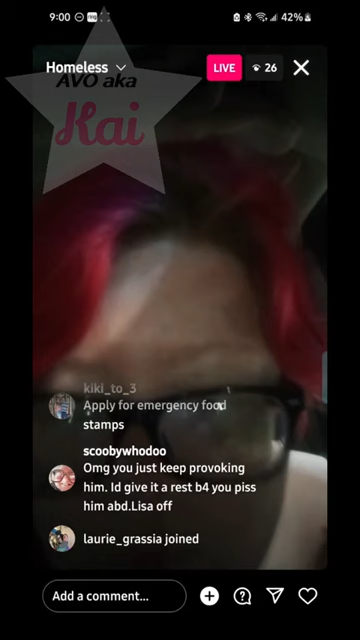 9:00
42%
Homeless
LIVE
26
AVO aka
Kai
kiki_to_3
Apply for emergency food
stamps
scoobywhodoo
Omg you just keep provoking
him. Id give it a rest b4 you piss
him abd.Lisa off
laurie_grassia joined
Add a comment...